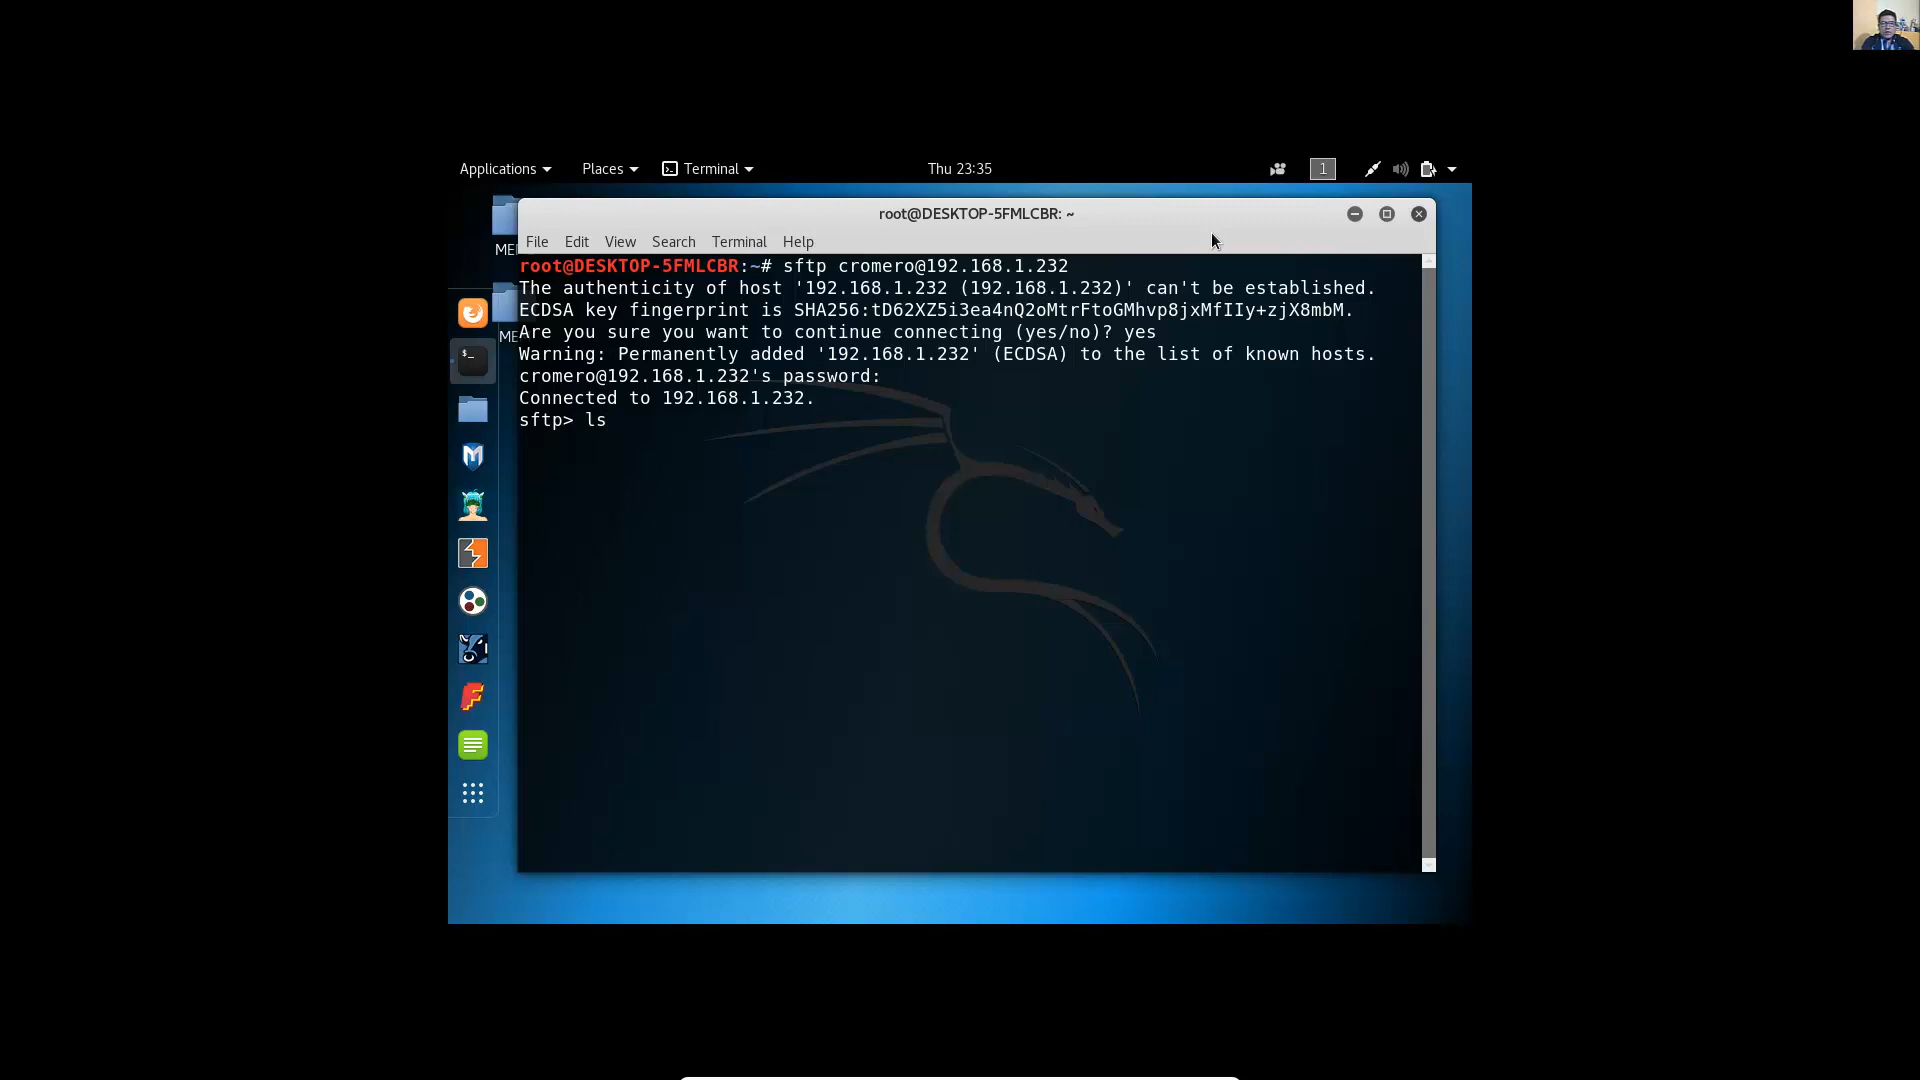 Applications Places Terminal Thu 23:35 1
root@DESKTOP-5FMLCBR: ~
File Edit View Search Terminal Help
root@DESKTOP-5FMLCBR:~# sftp cromero@192.168.1.232
The authenticity of host '192.168.1.232 (192.168.1.232)' can't be established.
ECDSA key fingerprint is SHA256:tD62XZ5i3ea4nQ2oMtrFtoGMhvp8jxMfIIy+zjX8mbM.
Are you sure you want to continue connecting (yes/no)? yes
Warning: Permanently added '192.168.1.232' (ECDSA) to the list of known hosts.
cromero@192.168.1.232's password:
Connected to 192.168.1.232.
sftp> ls